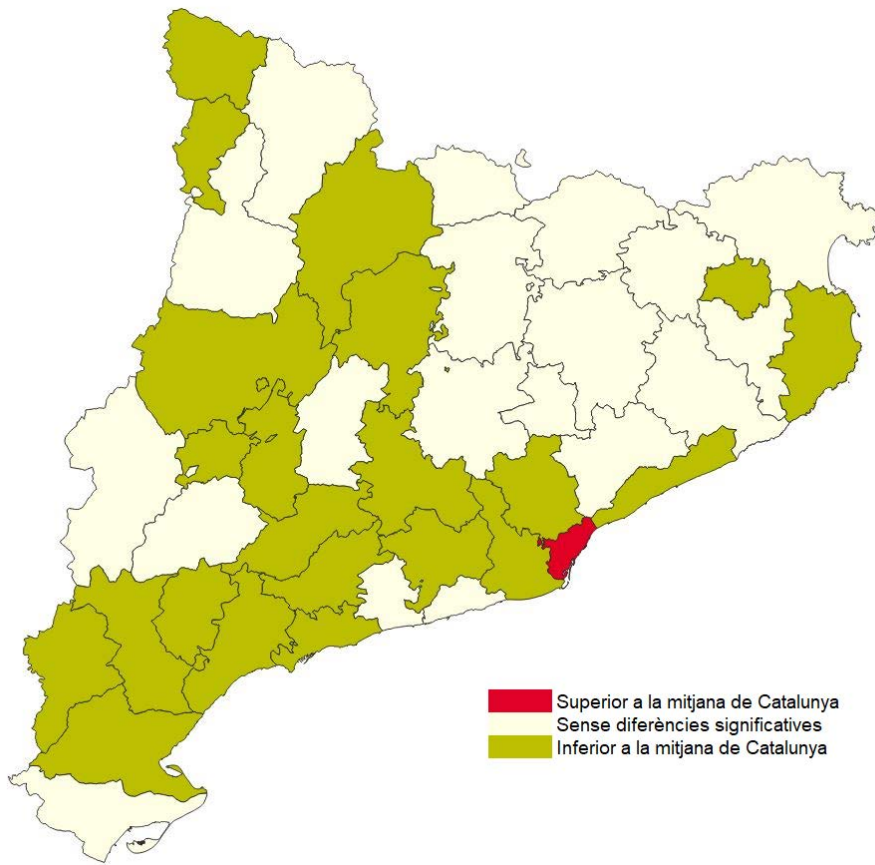 Superior a la mitjana de Catalunya
Sense diferències significatives
Inferior a la mitjana de Catalunya